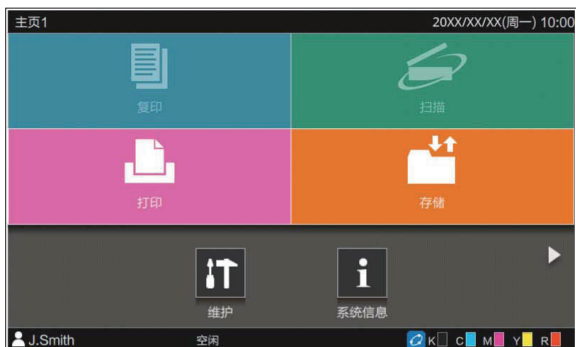 主页1 20XX/XX/XX(周一) 10:00
复印 扫描
打印 存储
维护 系统信息
J.Smith 空闲 K C M Y R